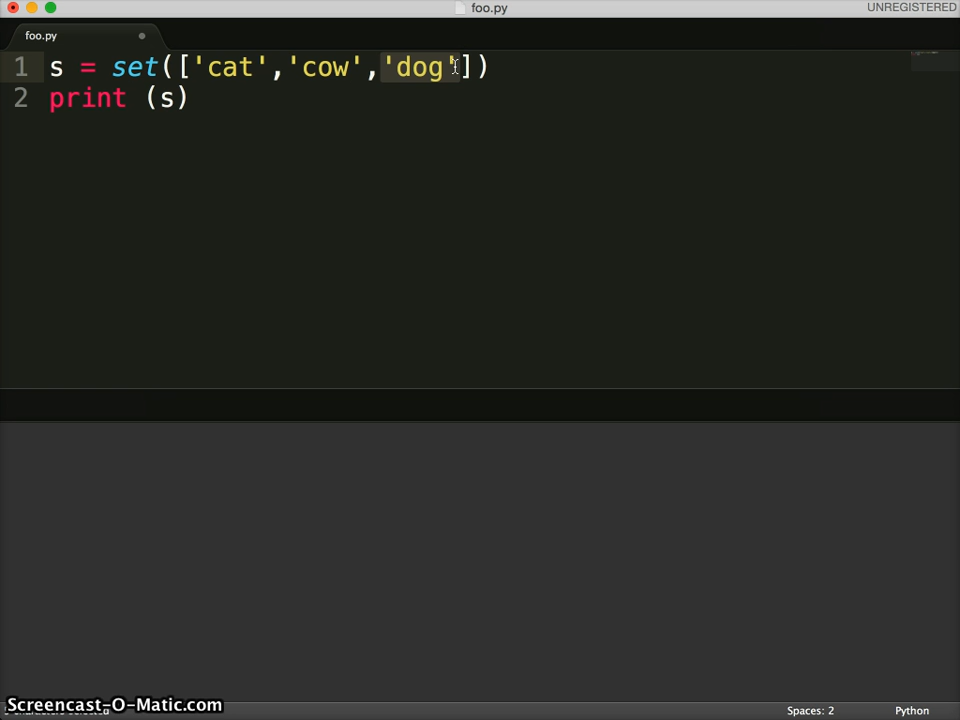 foo.py
UNREGISTERED
foo.py
1 s = set(['cat','cow','dog'])
2 print (s)
Screencast-O-Matic.com
Spaces: 2
Python